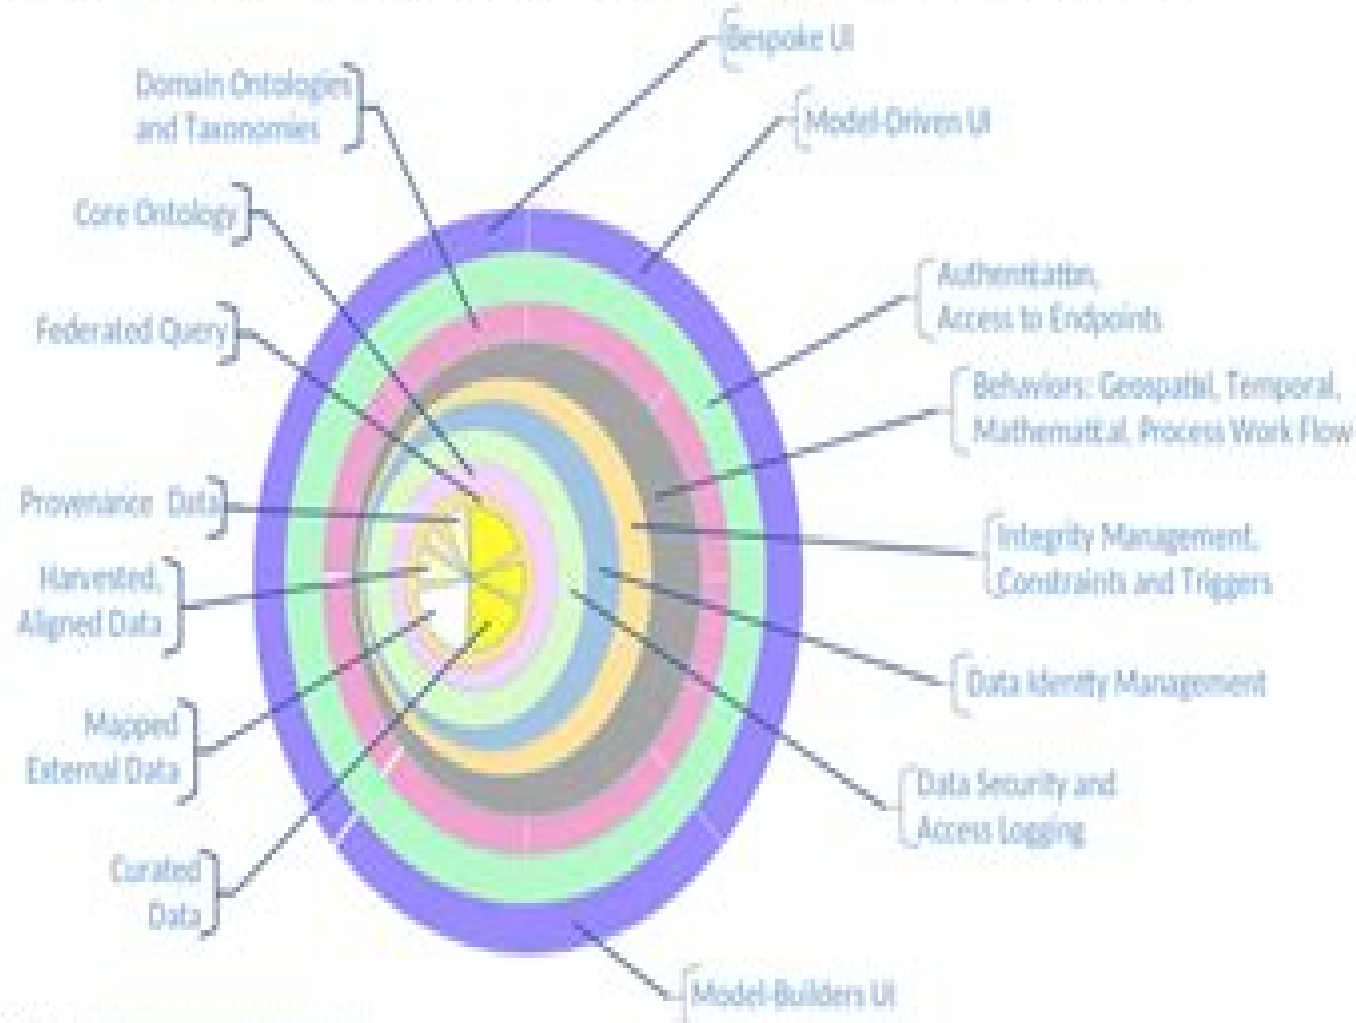 Bespoke UI
Domain Ontologies
and Taxonomies
Model-Driven UI
Core Ontology
Authentication,
Access to Endpoints
Federated Query
Behaviors: Geospatial, Temporal,
Mathematical, Process Work Flow
Provenance Data
Integrity Management,
Constraints and Triggers
Harvested,
Aligned Data
Data Identity Management
Mapped
External Data
Data Security and
Access Logging
Curated
Data
Model-Builders UI